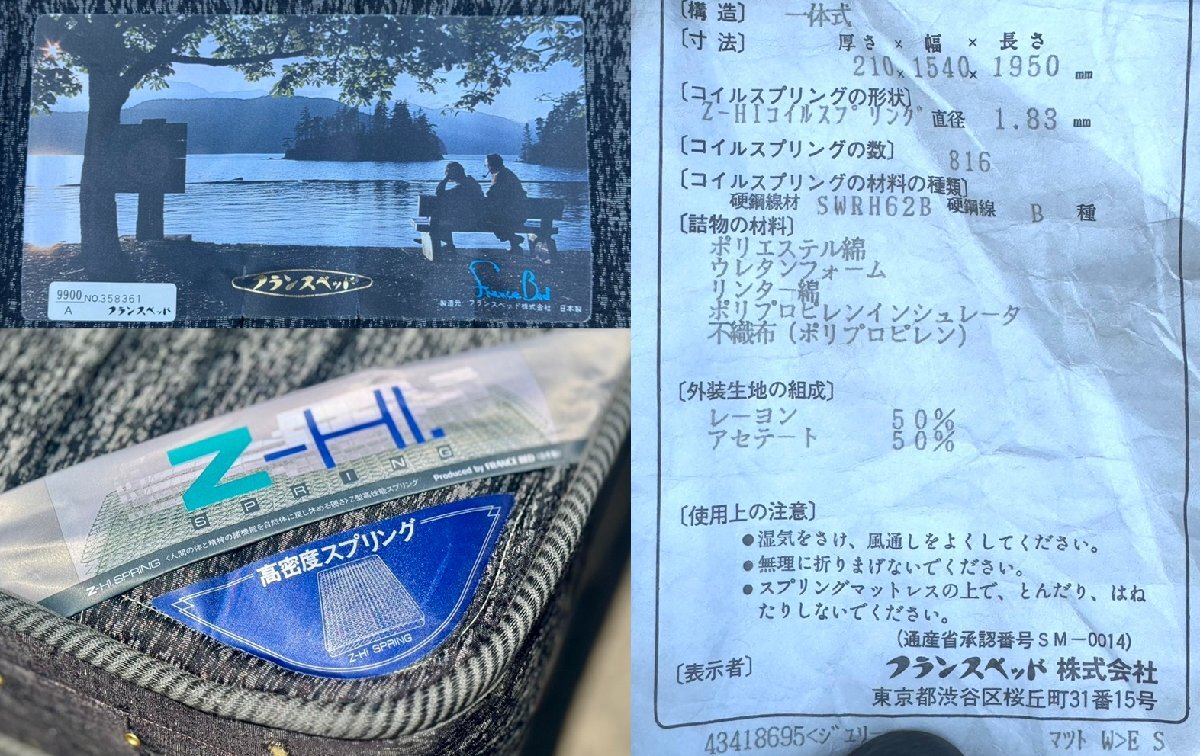 9900 NO.358361
A フランスベッド
フランスベッド
France Bed
製造元 フランスベッド株式会社 日本製
Z-HI.
SPRING
Produced by FRANCE BED
Z-HI SPRING
高密度スプリング
Z-HI SPRING
〔構造〕 一体式
〔寸法〕 厚さ × 幅 × 長さ
210 × 1540 × 1950 mm
〔コイルスプリングの形状〕
Z-HIコイルスプリング 直径 1.83 mm
〔コイルスプリングの数〕 816
〔コイルスプリングの材料の種類〕
硬鋼線材 SWRH62B 硬鋼線 B 種
〔詰物の材料〕
ポリエステル綿
ウレタンフォーム
リンター綿
ポリプロピレンインシュレータ
不織布(ポリプロピレン)
〔外装生地の組成〕
レーヨン 50%
アセテート 50%
〔使用上の注意〕
●湿気をさけ、風通しをよくしてください。
●無理に折りまげないでください。
●スプリングマットレスの上で、とんだり、はね
たりしないでください。
(通産省承認番号SM-0014)
〔表示者〕 フランスベッド 株式会社
東京都渋谷区桜丘町31番15号
43418695<ジュリー マツト W>E S